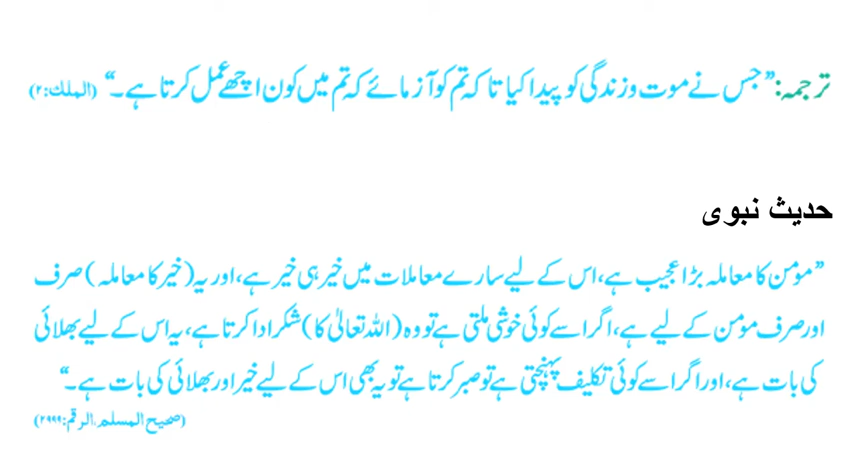 ترجمہ: ”جس نے موت و زندگی کو پیدا کیا تا کہ تم کو آزمائے کہ تم میں کون اچھے عمل کرتا ہے۔“ (الملک:۲)
حدیث نبوی
”مؤمن کا معاملہ بڑا عجیب ہے، اس کے لیے سارے معاملات میں خیر ہی خیر ہے، اور یہ (خیر کا معاملہ) صرف
اور صرف مؤمن کے لیے ہے، اگر اسے کوئی خوشی ملتی ہے تو وہ (اللہ تعالیٰ کا) شکر ادا کرتا ہے، یہ اس کے لیے بھلائی
کی بات ہے، اور اگر اسے کوئی تکلیف پہنچتی ہے تو صبر کرتا ہے تو یہ بھی اس کے لیے خیر اور بھلائی کی بات ہے۔“
(صحیح المسلم، الرقم:۲۹۹۹)